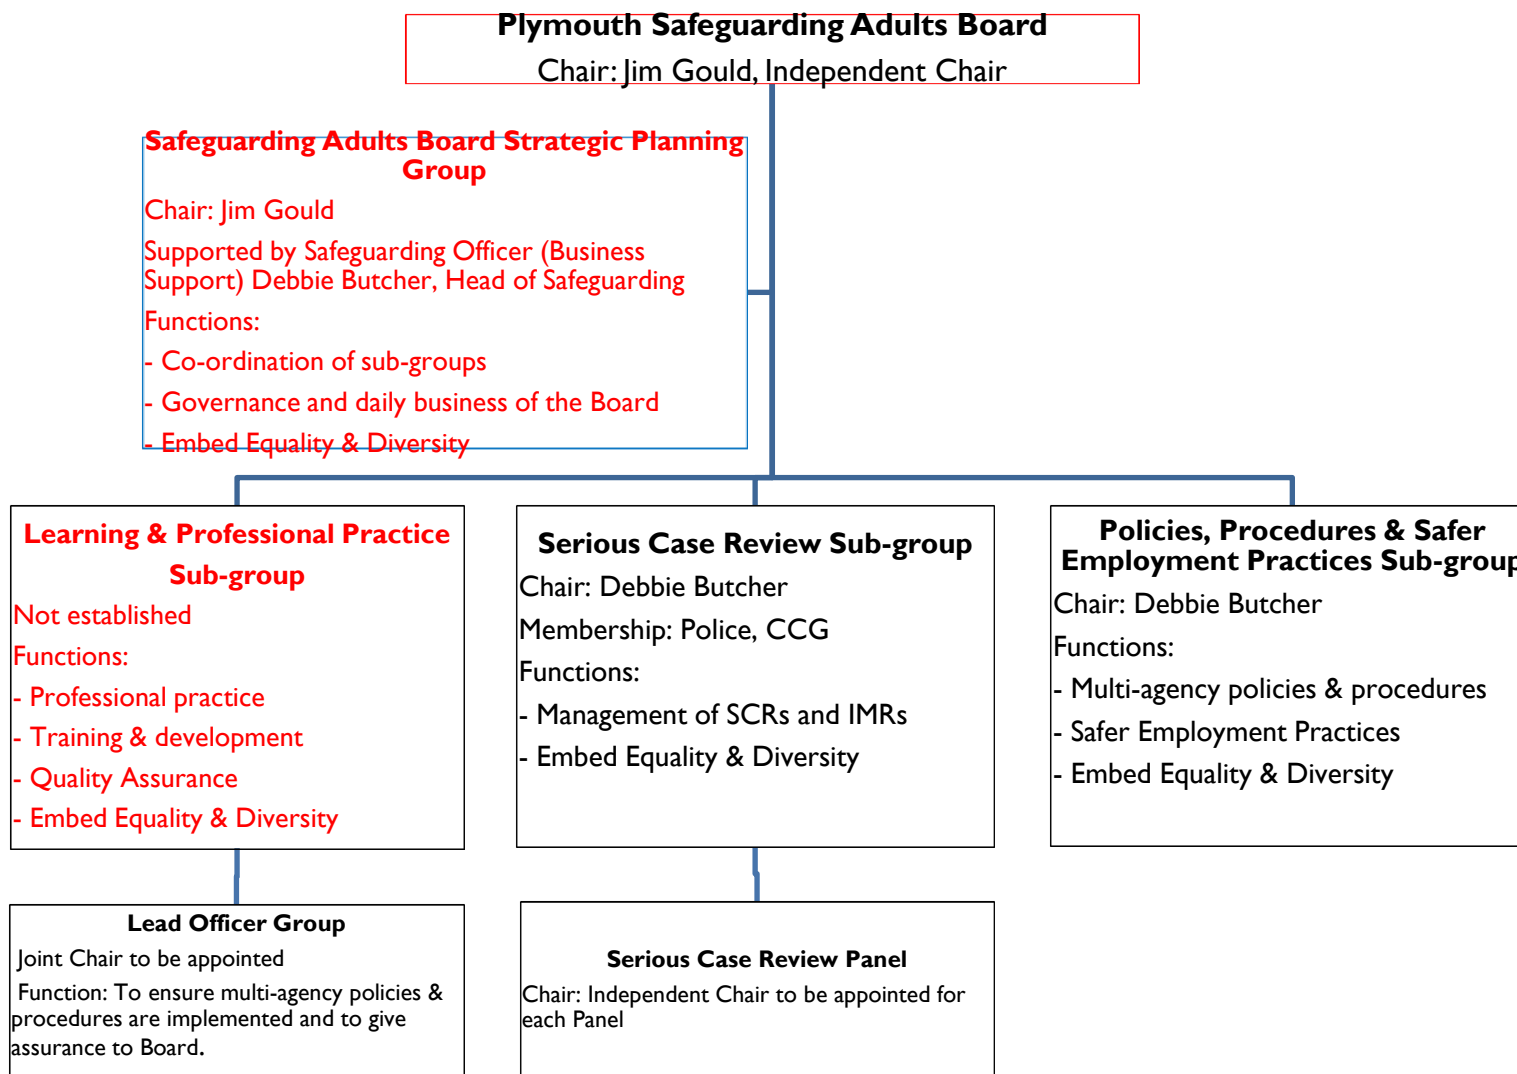 Plymouth Safeguarding Adults Board
Chair: Jim Gould, Independent Chair
Safeguarding Adults Board Strategic Planning
Group
Chair: Jim Gould
Supported by Safeguarding Officer (Business
Support) Debbie Butcher, Head of Safeguarding
Functions:
- Co-ordination of sub-groups
- Governance and daily business of the Board
- Embed Equality & Diversity
Learning & Professional Practice
Sub-group
Not established
Functions:
- Professional practice
- Training & development
- Quality Assurance
- Embed Equality & Diversity
Serious Case Review Sub-group
Chair: Debbie Butcher
Membership: Police, CCG
Functions:
- Management of SCRs and IMRs
- Embed Equality & Diversity
Policies, Procedures & Safer
Employment Practices Sub-group
Chair: Debbie Butcher
Functions:
- Multi-agency policies & procedures
- Safer Employment Practices
- Embed Equality & Diversity
Lead Officer Group
Joint Chair to be appointed
Function: To ensure multi-agency policies &
procedures are implemented and to give
assurance to Board.
Serious Case Review Panel
Chair: Independent Chair to be appointed for
each Panel